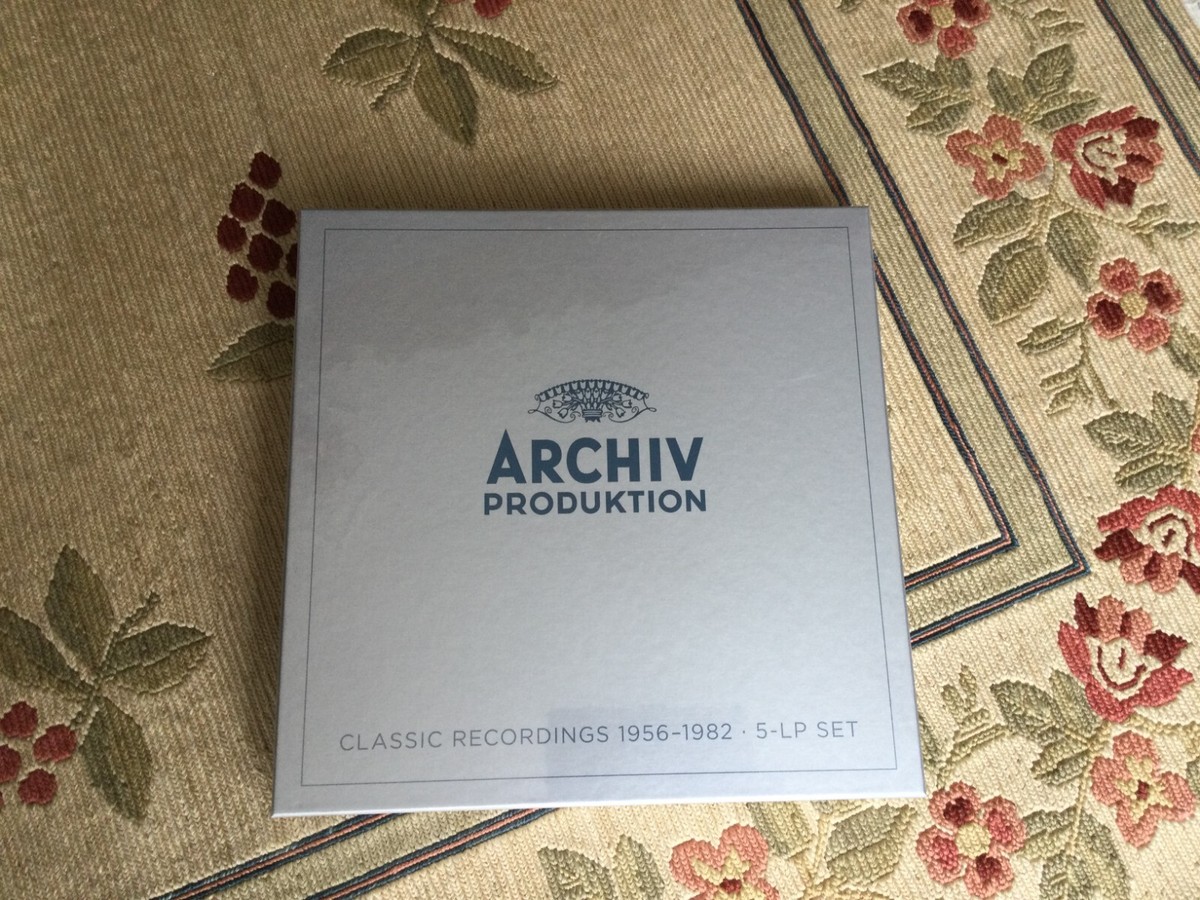 ARCHIV
PRODUKTION
CLASSIC RECORDINGS 1956–1982 · 5-LP SET